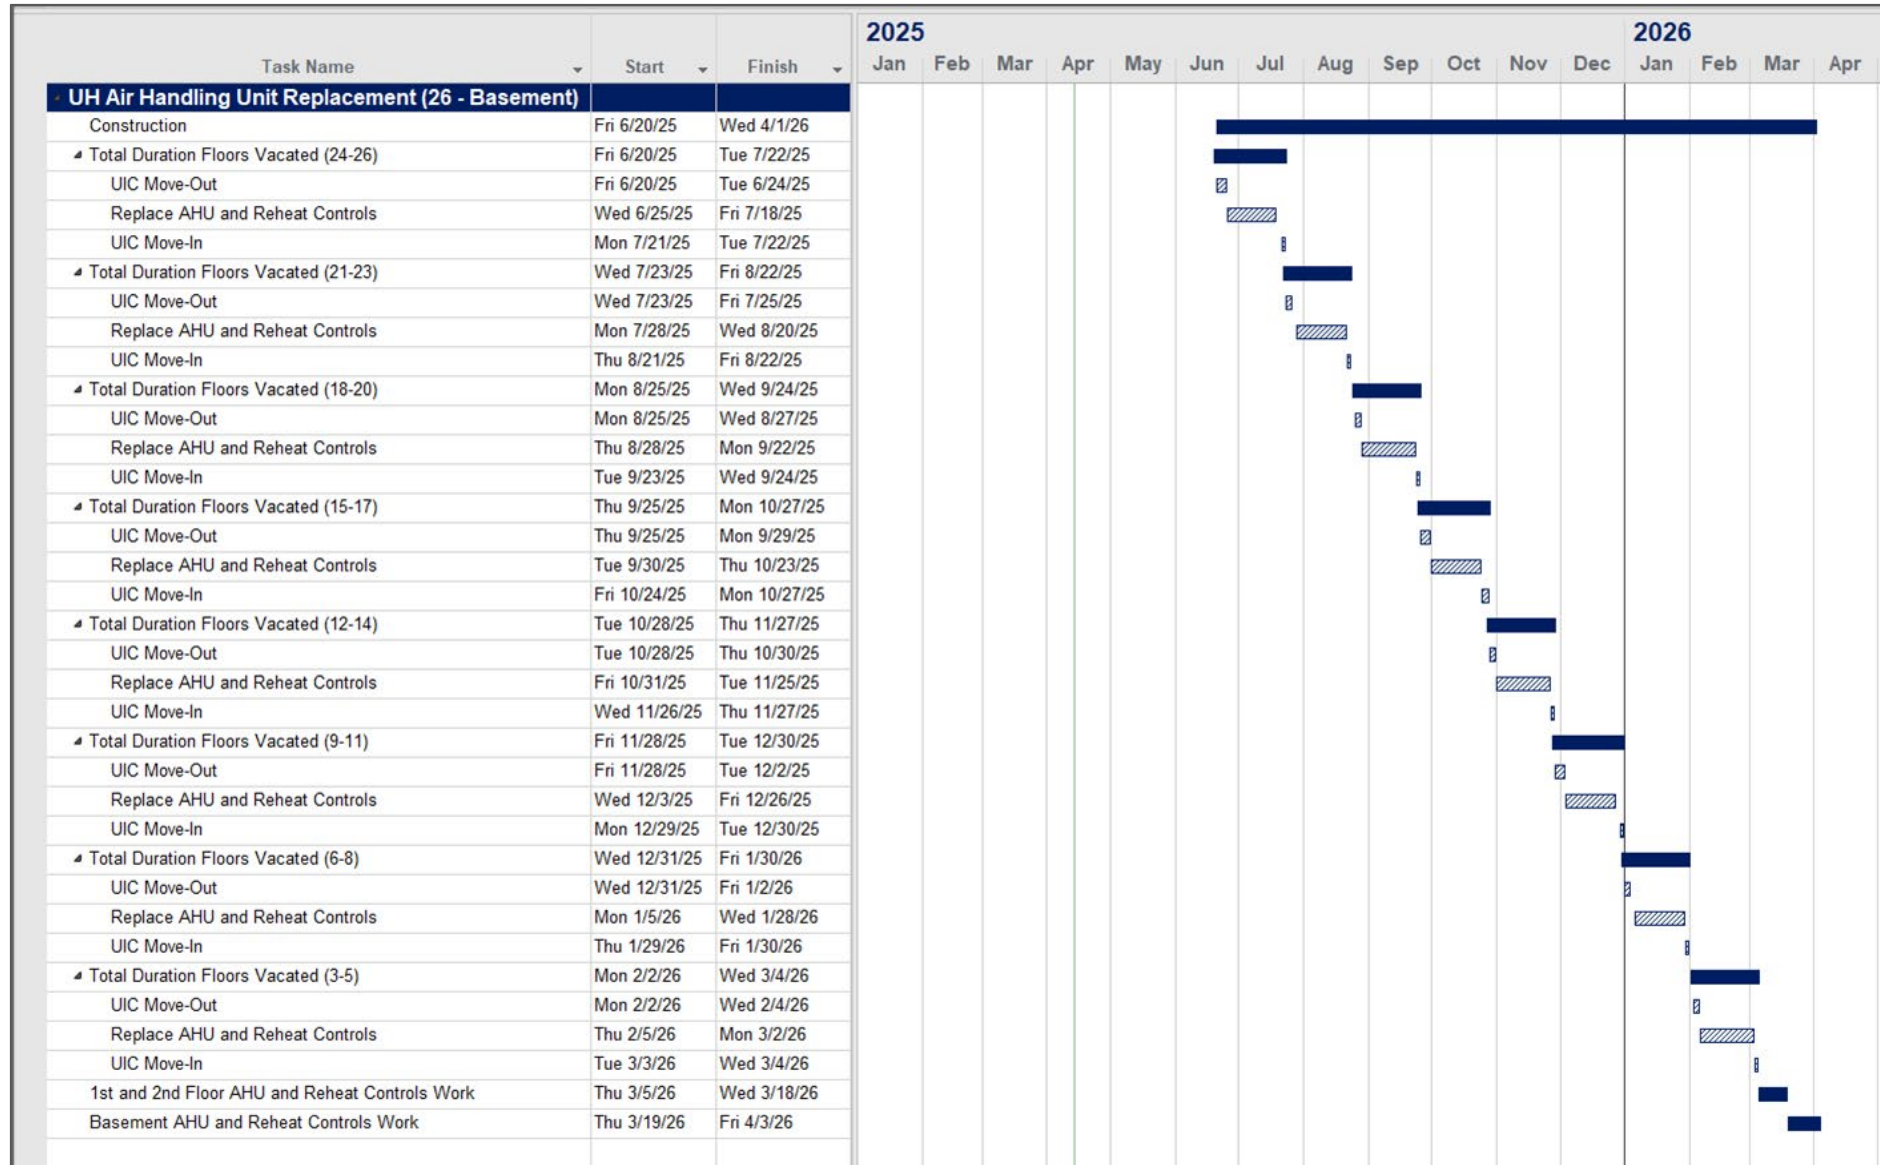 2025 2026
Task Name Start Finish Jan Feb Mar Apr May Jun Jul Aug Sep Oct Nov Dec Jan Feb Mar Apr
UH Air Handling Unit Replacement (26 - Basement)
Construction Fri 6/20/25 Wed 4/1/26
Total Duration Floors Vacated (24-26) Fri 6/20/25 Tue 7/22/25
UIC Move-Out Fri 6/20/25 Tue 6/24/25
Replace AHU and Reheat Controls Wed 6/25/25 Fri 7/18/25
UIC Move-In Mon 7/21/25 Tue 7/22/25
Total Duration Floors Vacated (21-23) Wed 7/23/25 Fri 8/22/25
UIC Move-Out Wed 7/23/25 Fri 7/25/25
Replace AHU and Reheat Controls Mon 7/28/25 Wed 8/20/25
UIC Move-In Thu 8/21/25 Fri 8/22/25
Total Duration Floors Vacated (18-20) Mon 8/25/25 Wed 9/24/25
UIC Move-Out Mon 8/25/25 Wed 8/27/25
Replace AHU and Reheat Controls Thu 8/28/25 Mon 9/22/25
UIC Move-In Tue 9/23/25 Wed 9/24/25
Total Duration Floors Vacated (15-17) Thu 9/25/25 Mon 10/27/25
UIC Move-Out Thu 9/25/25 Mon 9/29/25
Replace AHU and Reheat Controls Tue 9/30/25 Thu 10/23/25
UIC Move-In Fri 10/24/25 Mon 10/27/25
Total Duration Floors Vacated (12-14) Tue 10/28/25 Thu 11/27/25
UIC Move-Out Tue 10/28/25 Thu 10/30/25
Replace AHU and Reheat Controls Fri 10/31/25 Tue 11/25/25
UIC Move-In Wed 11/26/25 Thu 11/27/25
Total Duration Floors Vacated (9-11) Fri 11/28/25 Tue 12/30/25
UIC Move-Out Fri 11/28/25 Tue 12/2/25
Replace AHU and Reheat Controls Wed 12/3/25 Fri 12/26/25
UIC Move-In Mon 12/29/25 Tue 12/30/25
Total Duration Floors Vacated (6-8) Wed 12/31/25 Fri 1/30/26
UIC Move-Out Wed 12/31/25 Fri 1/2/26
Replace AHU and Reheat Controls Mon 1/5/26 Wed 1/28/26
UIC Move-In Thu 1/29/26 Fri 1/30/26
Total Duration Floors Vacated (3-5) Mon 2/2/26 Wed 3/4/26
UIC Move-Out Mon 2/2/26 Wed 2/4/26
Replace AHU and Reheat Controls Thu 2/5/26 Mon 3/2/26
UIC Move-In Tue 3/3/26 Wed 3/4/26
1st and 2nd Floor AHU and Reheat Controls Work Thu 3/5/26 Wed 3/18/26
Basement AHU and Reheat Controls Work Thu 3/19/26 Fri 4/3/26